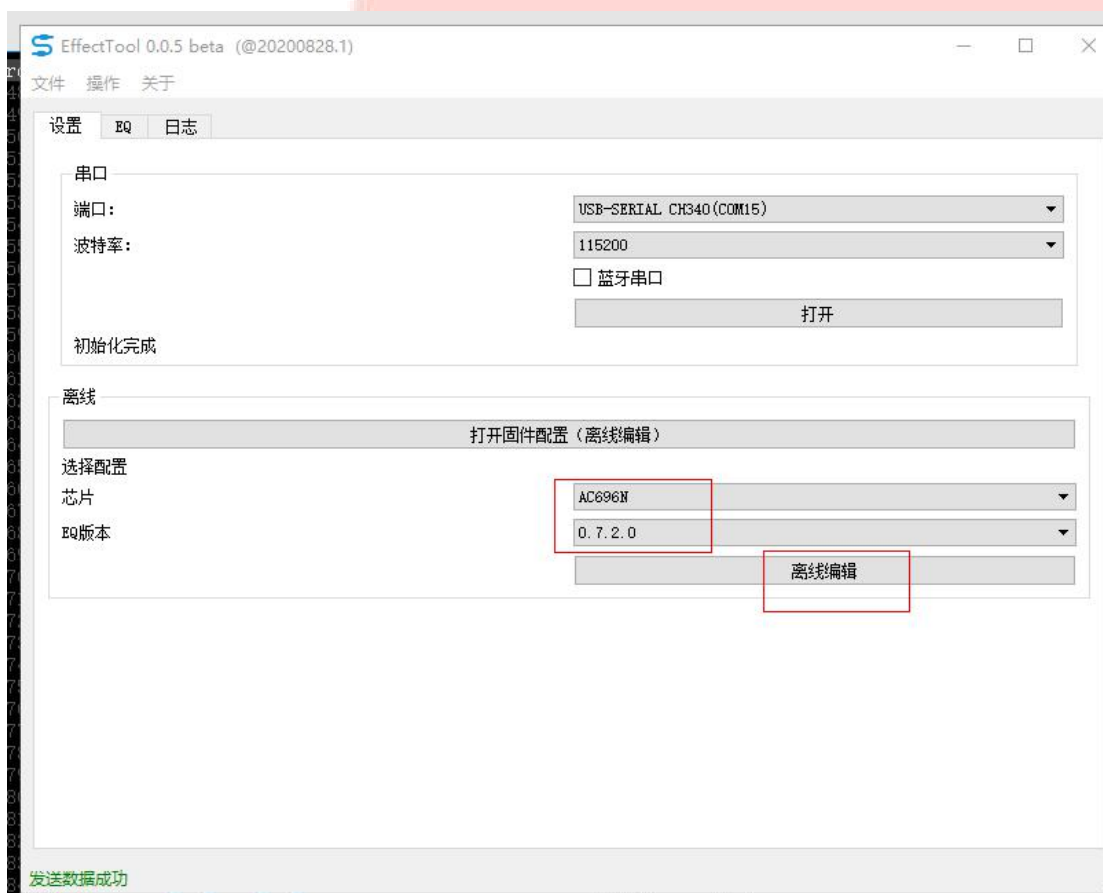 EffectTool 0.0.5 beta (@20200828.1)
文件 操作 关于
设置 EQ 日志
串口
端口: USB-SERIAL CH340(COM15)
波特率: 115200
蓝牙串口
打开
初始化完成
离线
打开固件配置（离线编辑）
选择配置
芯片 AC696N
EQ版本 0.7.2.0
离线编辑
发送数据成功